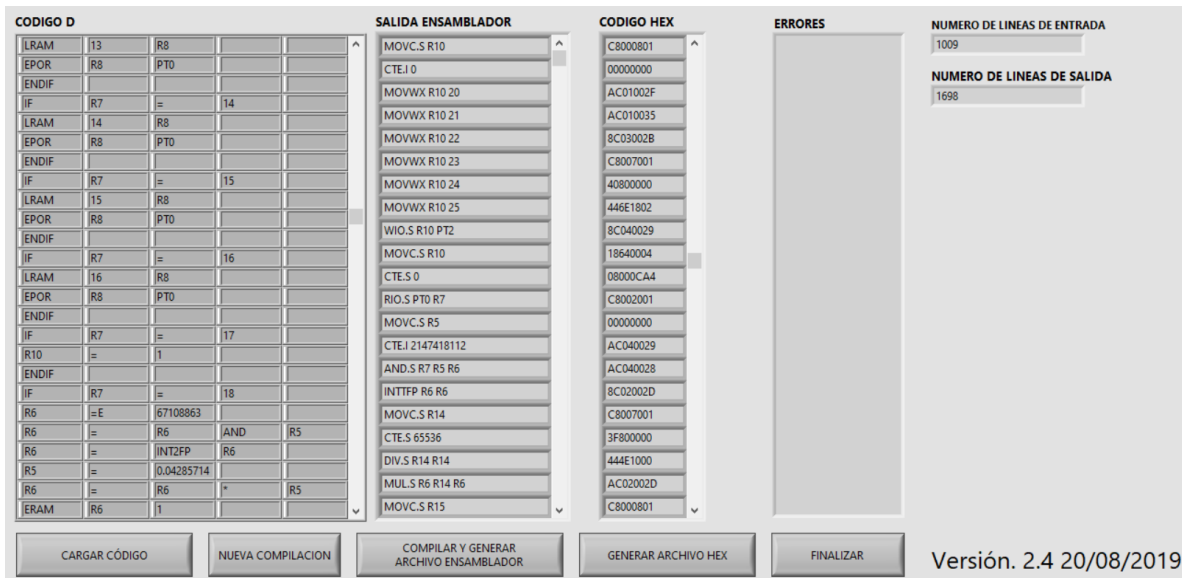 CODIGO D
LRAM 13 R8
EPOR R8 PT0
ENDIF
IF R7 = 14
LRAM 14 R8
EPOR R8 PT0
ENDIF
IF R7 = 15
LRAM 15 R8
EPOR R8 PT0
ENDIF
IF R7 = 16
LRAM 16 R8
EPOR R8 PT0
ENDIF
IF R7 = 17
R10 = 1
ENDIF
IF R7 = 18
R6 =E 67108863
R6 = R6 AND R5
R6 = INT2FP R6
R5 = 0.04285714
R6 = R6 * R5
ERAM R6 1
SALIDA ENSAMBLADOR
MOVC.S R10
CTE.I 0
MOVWX R10 20
MOVWX R10 21
MOVWX R10 22
MOVWX R10 23
MOVWX R10 24
MOVWX R10 25
WIO.S R10 PT2
MOVC.S R10
CTE.S 0
RIO.S PT0 R7
MOVC.S R5
CTE.I 2147418112
AND.S R7 R5 R6
INTTFP R6 R6
MOVC.S R14
CTE.S 65536
DIV.S R14 R14
MUL.S R6 R14 R6
MOVC.S R15
CODIGO HEX
C8000801
00000000
AC01002F
AC010035
8C03002B
C8007001
40800000
446E1802
8C040029
18640004
08000CA4
C8002001
00000000
AC040029
AC040028
8C02002D
C8007001
3F800000
444E1000
AC02002D
C8000801
ERRORES
NUMERO DE LINEAS DE ENTRADA
1009
NUMERO DE LINEAS DE SALIDA
1698
CARGAR CÓDIGO
NUEVA COMPILACION
COMPILAR Y GENERAR
ARCHIVO ENSAMBLADOR
GENERAR ARCHIVO HEX
FINALIZAR
Versión. 2.4 20/08/2019